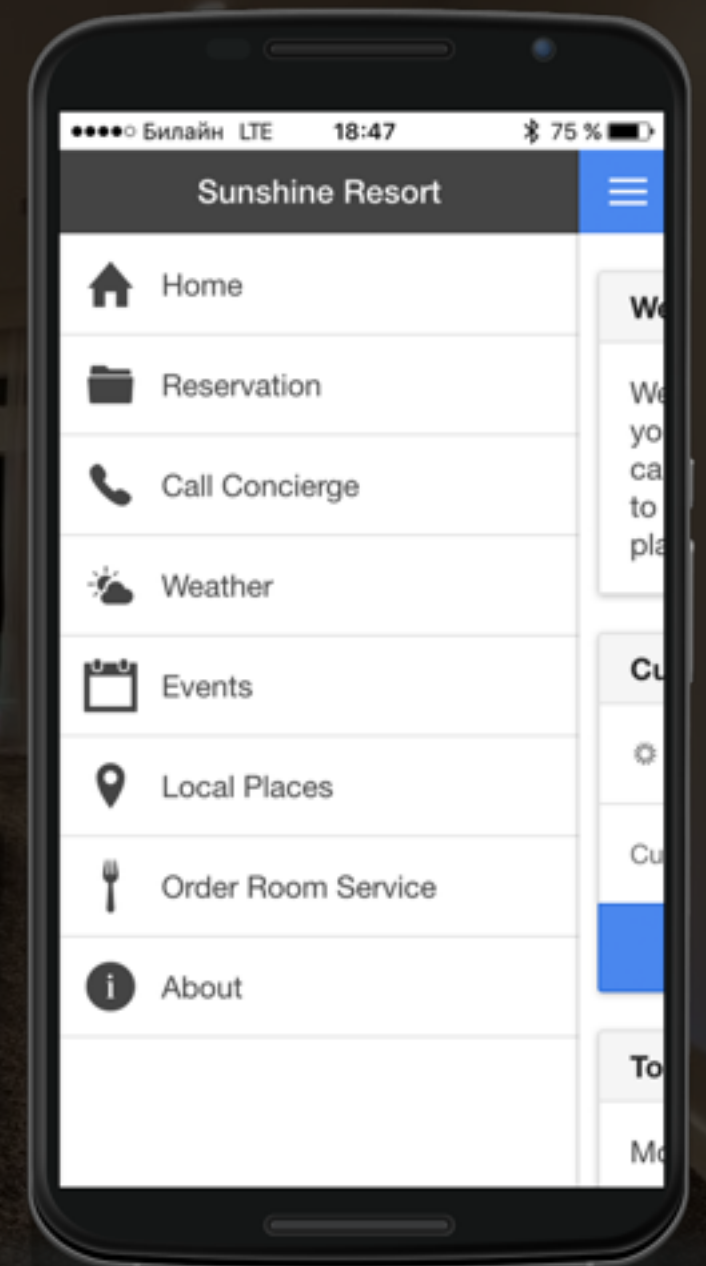 Билайн LTE 18:47 75 %
Sunshine Resort
Home
Reservation
Call Concierge
Weather
Events
Local Places
Order Room Service
About
to